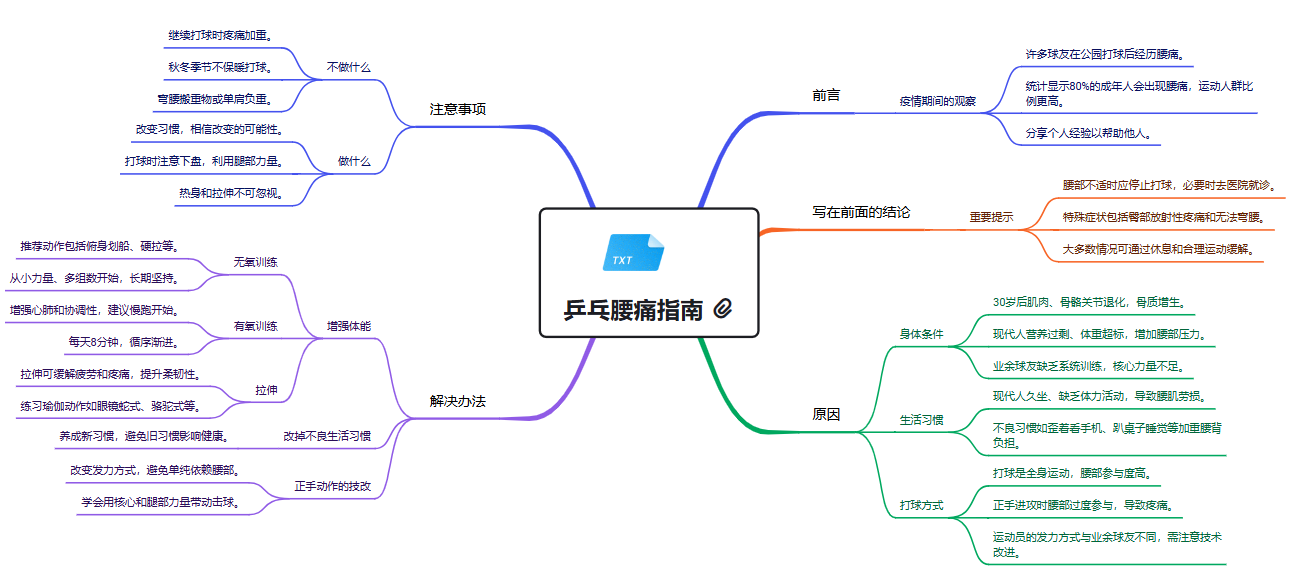 TXT
乒乓腰痛指南
前言
疫情期间的观察
许多球友在公园打球后经历腰痛。
统计显示80%的成年人会出现腰痛，运动人群比
例更高。
分享个人经验以帮助他人。
写在前面的结论
重要提示
腰部不适时应停止打球，必要时去医院就诊。
特殊症状包括臀部放射性疼痛和无法弯腰。
大多数情况可通过休息和合理运动缓解。
原因
身体条件
30岁后肌肉、骨骼关节退化，骨质增生。
现代人营养过剩、体重超标，增加腰部压力。
业余球友缺乏系统训练，核心力量不足。
生活习惯
现代人久坐、缺乏体力活动，导致腰肌劳损。
不良习惯如歪着看手机、趴桌子睡觉等加重腰背
负担。
打球方式
打球是全身运动，腰部参与度高。
正手进攻时腰部过度参与，导致疼痛。
运动员的发力方式与业余球友不同，需注意技术
改进。
注意事项
不做什么
继续打球时疼痛加重。
秋冬季节不保暖打球。
弯腰搬重物或单肩负重。
做什么
改变习惯，相信改变的可能性。
打球时注意下盘，利用腿部力量。
热身和拉伸不可忽视。
解决办法
增强体能
无氧训练
推荐动作包括俯身划船、硬拉等。
从小力量、多组数开始，长期坚持。
有氧训练
增强心肺和协调性，建议慢跑开始。
每天8分钟，循序渐进。
拉伸
拉伸可缓解疲劳和疼痛，提升柔韧性。
练习瑜伽动作如眼镜蛇式、骆驼式等。
改掉不良生活习惯
养成新习惯，避免旧习惯影响健康。
正手动作的技改
改变发力方式，避免单纯依赖腰部。
学会用核心和腿部力量带动击球。